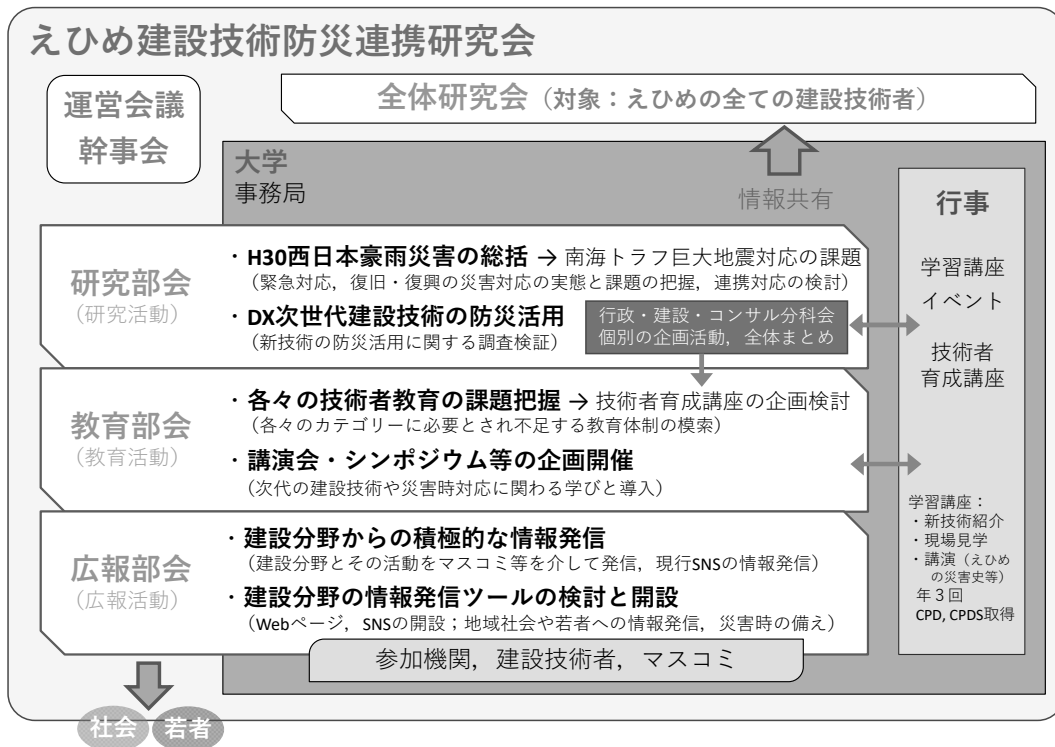 えひめ建設技術防災連携研究会
運営会議
幹事会
全体研究会（対象：えひめの全ての建設技術者）
大学
事務局
情報共有
研究部会
（研究活動）
・H30西日本豪雨災害の総括 → 南海トラフ巨大地震対応の課題
（緊急対応，復旧・復興の災害対応の実態と課題の把握，連携対応の検討）
・DX次世代建設技術の防災活用
（新技術の防災活用に関する調査検証）
行政・建設・コンサル分科会
個別の企画活動，全体まとめ
教育部会
（教育活動）
・各々の技術者教育の課題把握 → 技術者育成講座の企画検討
（各々のカテゴリーに必要とされ不足する教育体制の模索）
・講演会・シンポジウム等の企画開催
（次代の建設技術や災害時対応に関わる学びと導入）
広報部会
（広報活動）
・建設分野からの積極的な情報発信
（建設分野とその活動をマスコミ等を介して発信，現行SNSの情報発信）
・建設分野の情報発信ツールの検討と開設
（Webページ，SNSの開設；地域社会や若者への情報発信，災害時の備え）
参加機関，建設技術者，マスコミ
行事
学習講座
イベント
技術者
育成講座
学習講座：
・新技術紹介
・現場見学
・講演（えひめ
の災害史等）
年３回
CPD, CPDS取得
社会
若者